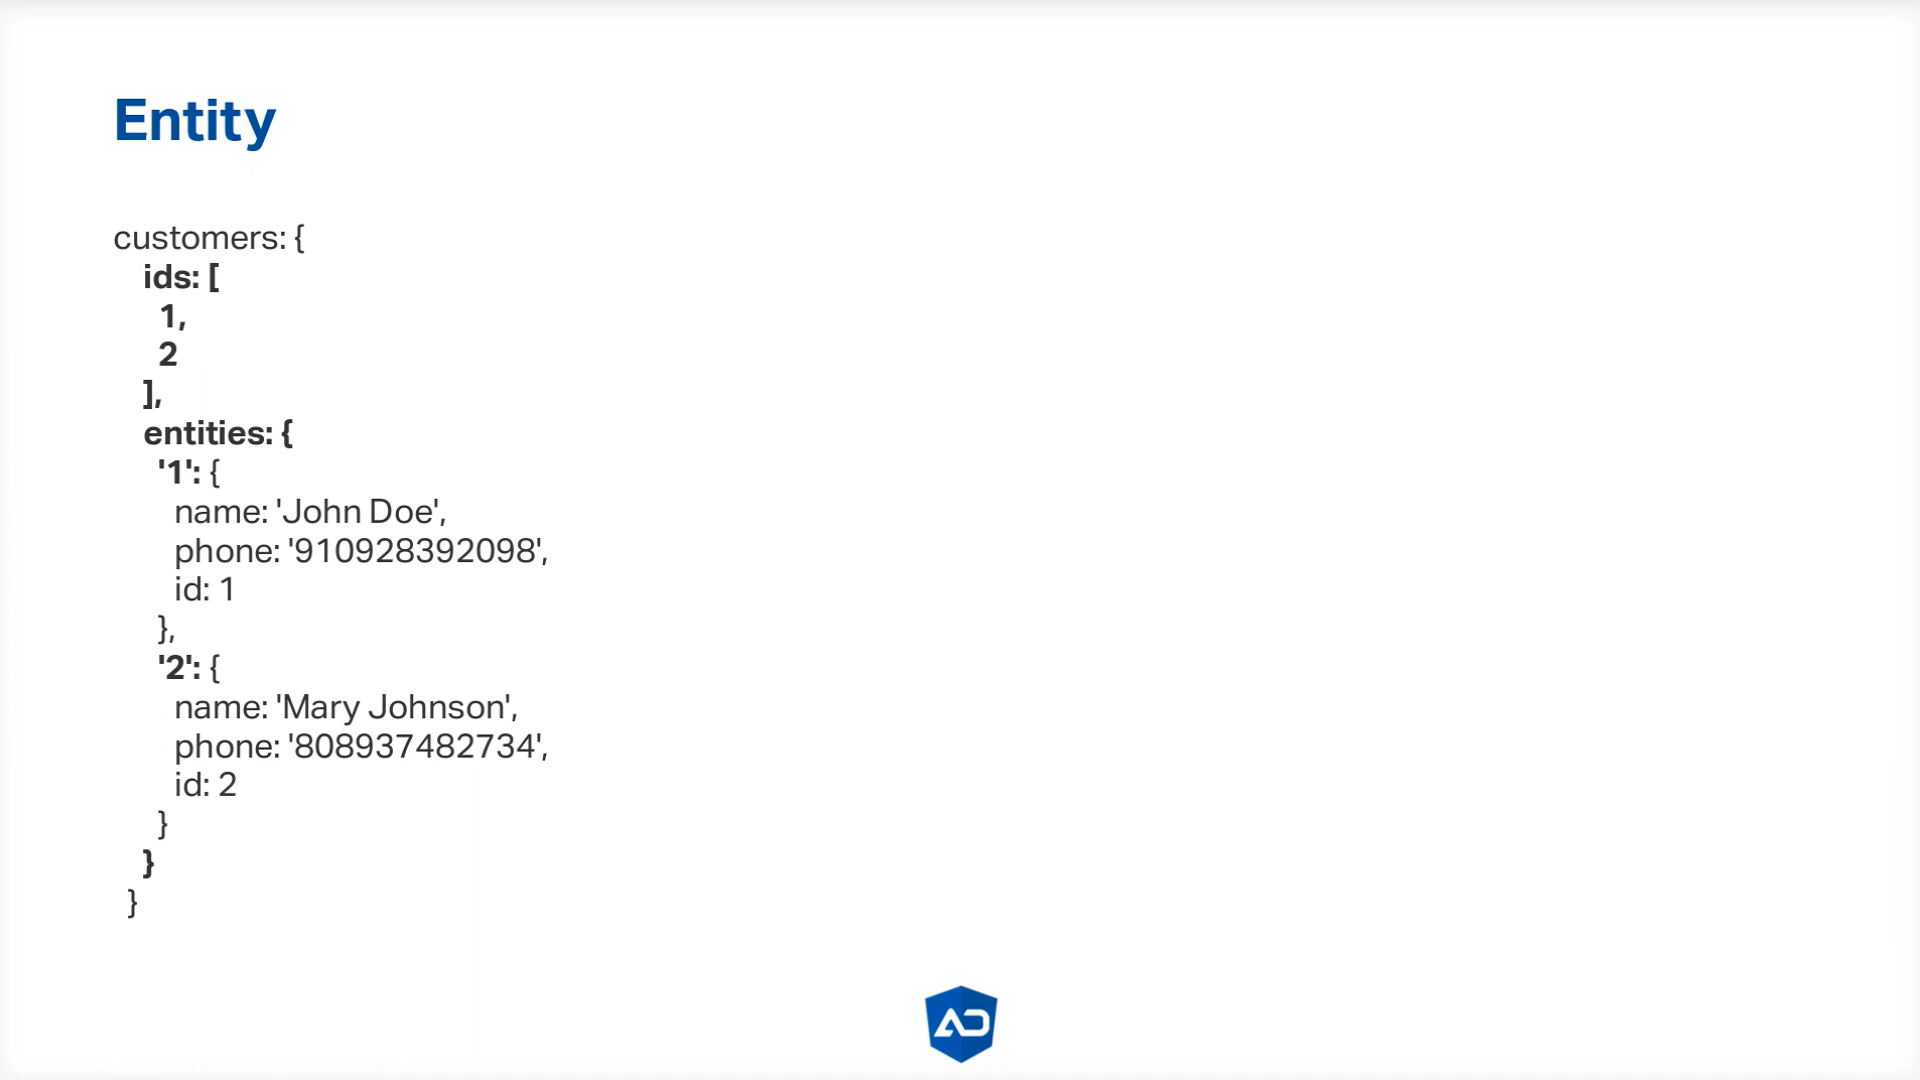 Entity
customers: {
ids: [
1,
2
],
entities: {
'1': {
name: 'John Doe',
phone: '910928392098',
id: 1
},
'2': {
name: 'Mary Johnson',
phone: '808937482734',
id: 2
}
}
}
AD